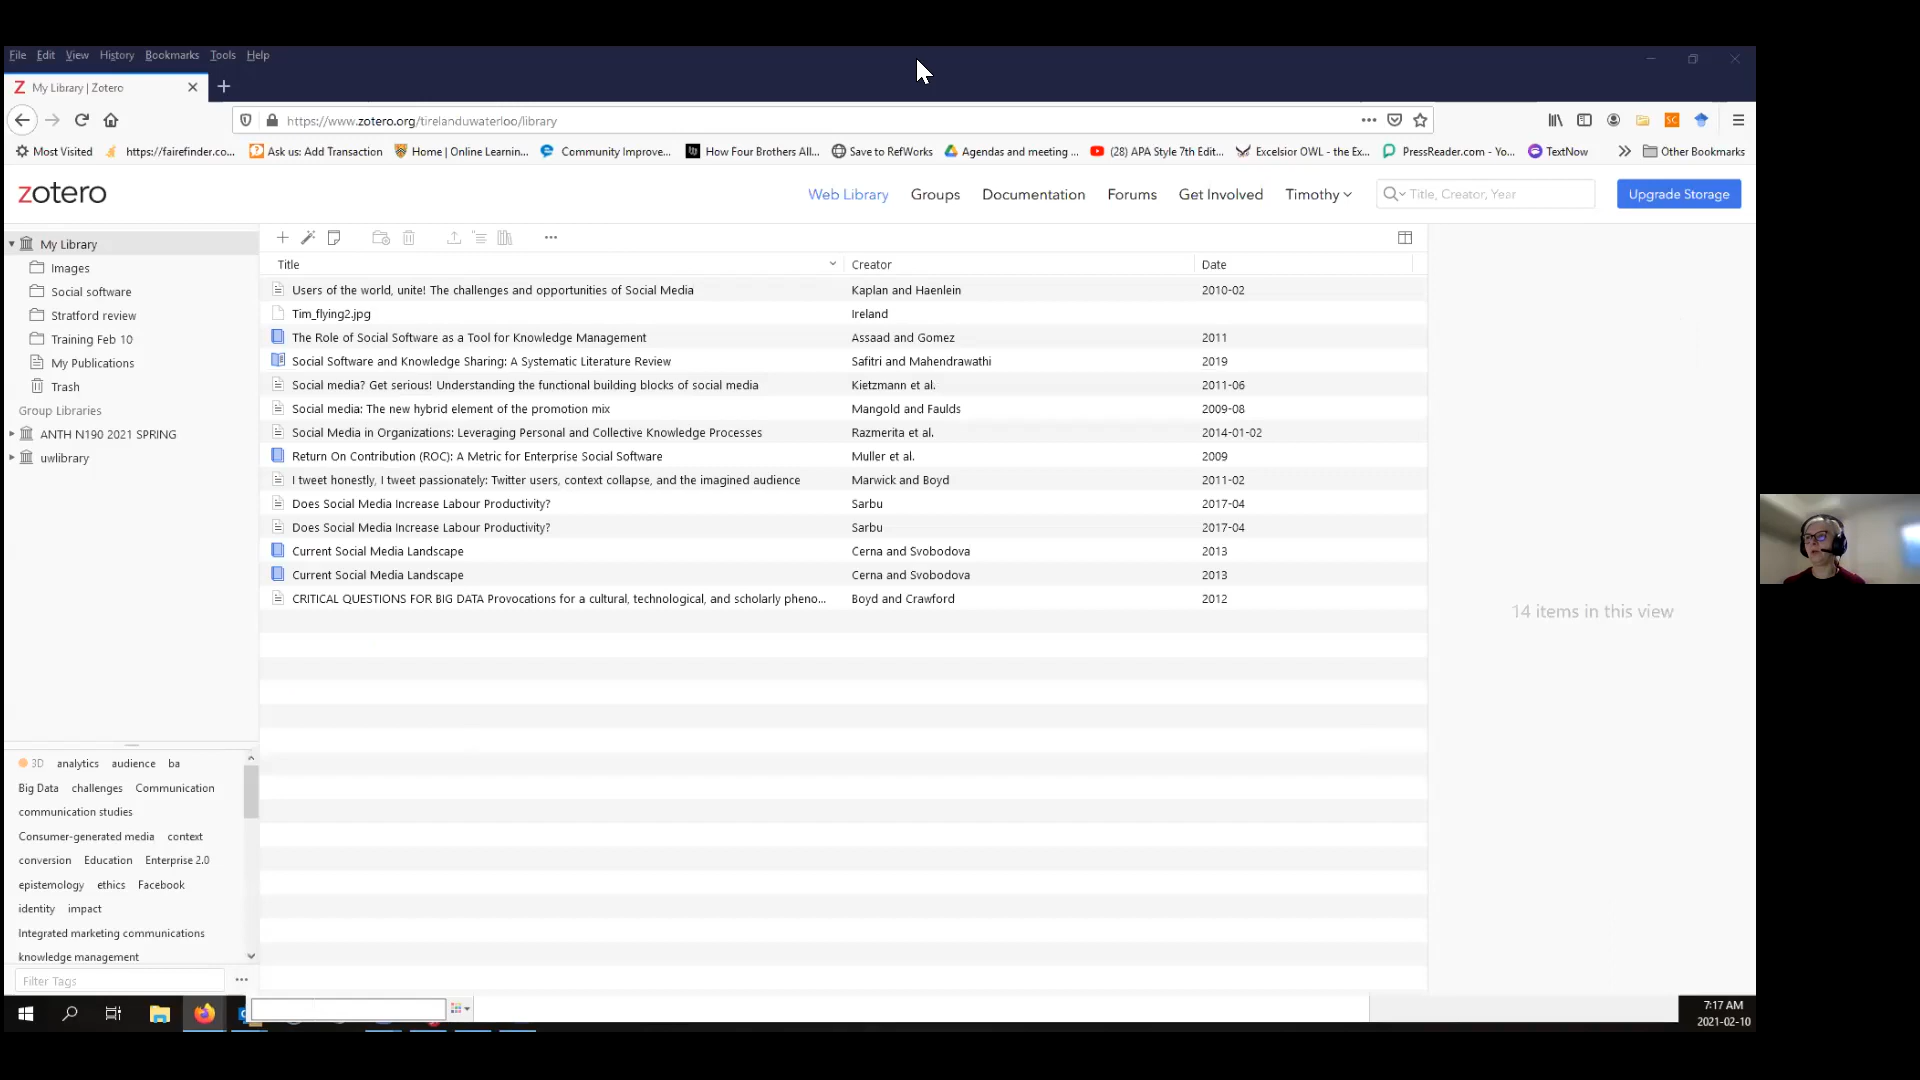 File Edit View History Bookmarks Tools Help
Z My Library | Zotero
https://www.zotero.org/tirelanduwaterloo/library
Most Visited https://fairefinder.co... Ask us: Add Transaction Home | Online Learnin... Community Improve... How Four Brothers All... Save to RefWorks Agendas and meeting ... (28) APA Style 7th Edit... Excelsior OWL - the Ex... PressReader.com - Yo... TextNow Other Bookmarks
zotero Web Library Groups Documentation Forums Get Involved Timothy Title, Creator, Year Upgrade Storage
My Library
Images
Social software
Stratford review
Training Feb 10
My Publications
Trash
Group Libraries
ANTH N190 2021 SPRING
uwlibrary
Title Creator Date
Users of the world, unite! The challenges and opportunities of Social Media Kaplan and Haenlein 2010-02
Tim_flying2.jpg Ireland
The Role of Social Software as a Tool for Knowledge Management Assaad and Gomez 2011
Social Software and Knowledge Sharing: A Systematic Literature Review Safitri and Mahendrawathi 2019
Social media? Get serious! Understanding the functional building blocks of social media Kietzmann et al. 2011-06
Social media: The new hybrid element of the promotion mix Mangold and Faulds 2009-08
Social Media in Organizations: Leveraging Personal and Collective Knowledge Processes Razmerita et al. 2014-01-02
Return On Contribution (ROC): A Metric for Enterprise Social Software Muller et al. 2009
I tweet honestly, I tweet passionately: Twitter users, context collapse, and the imagined audience Marwick and Boyd 2011-02
Does Social Media Increase Labour Productivity? Sarbu 2017-04
Does Social Media Increase Labour Productivity? Sarbu 2017-04
Current Social Media Landscape Cerna and Svobodova 2013
Current Social Media Landscape Cerna and Svobodova 2013
CRITICAL QUESTIONS FOR BIG DATA Provocations for a cultural, technological, and scholarly pheno... Boyd and Crawford 2012
14 items in this view
3D analytics audience ba
Big Data challenges Communication
communication studies
Consumer-generated media context
conversion Education Enterprise 2.0
epistemology ethics Facebook
identity impact
Integrated marketing communications
knowledge management
Filter Tags
7:17 AM
2021-02-10